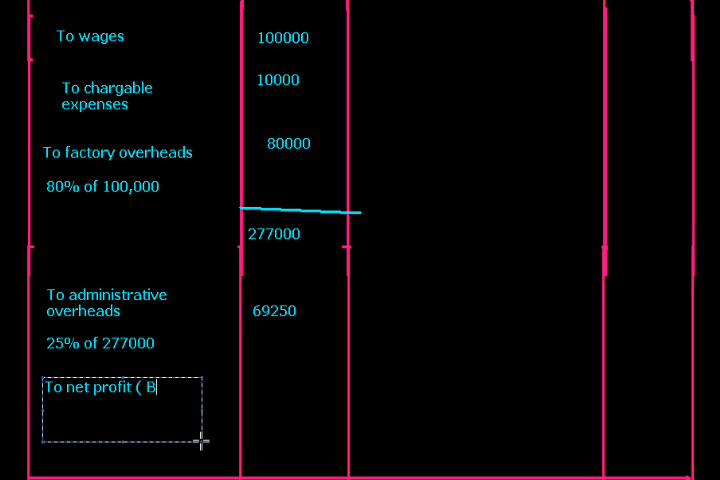 To wages 100000
To chargable 10000
expenses
To factory overheads 80000
80% of 100,000
277000
To administrative
overheads 69250
25% of 277000
To net profit ( B